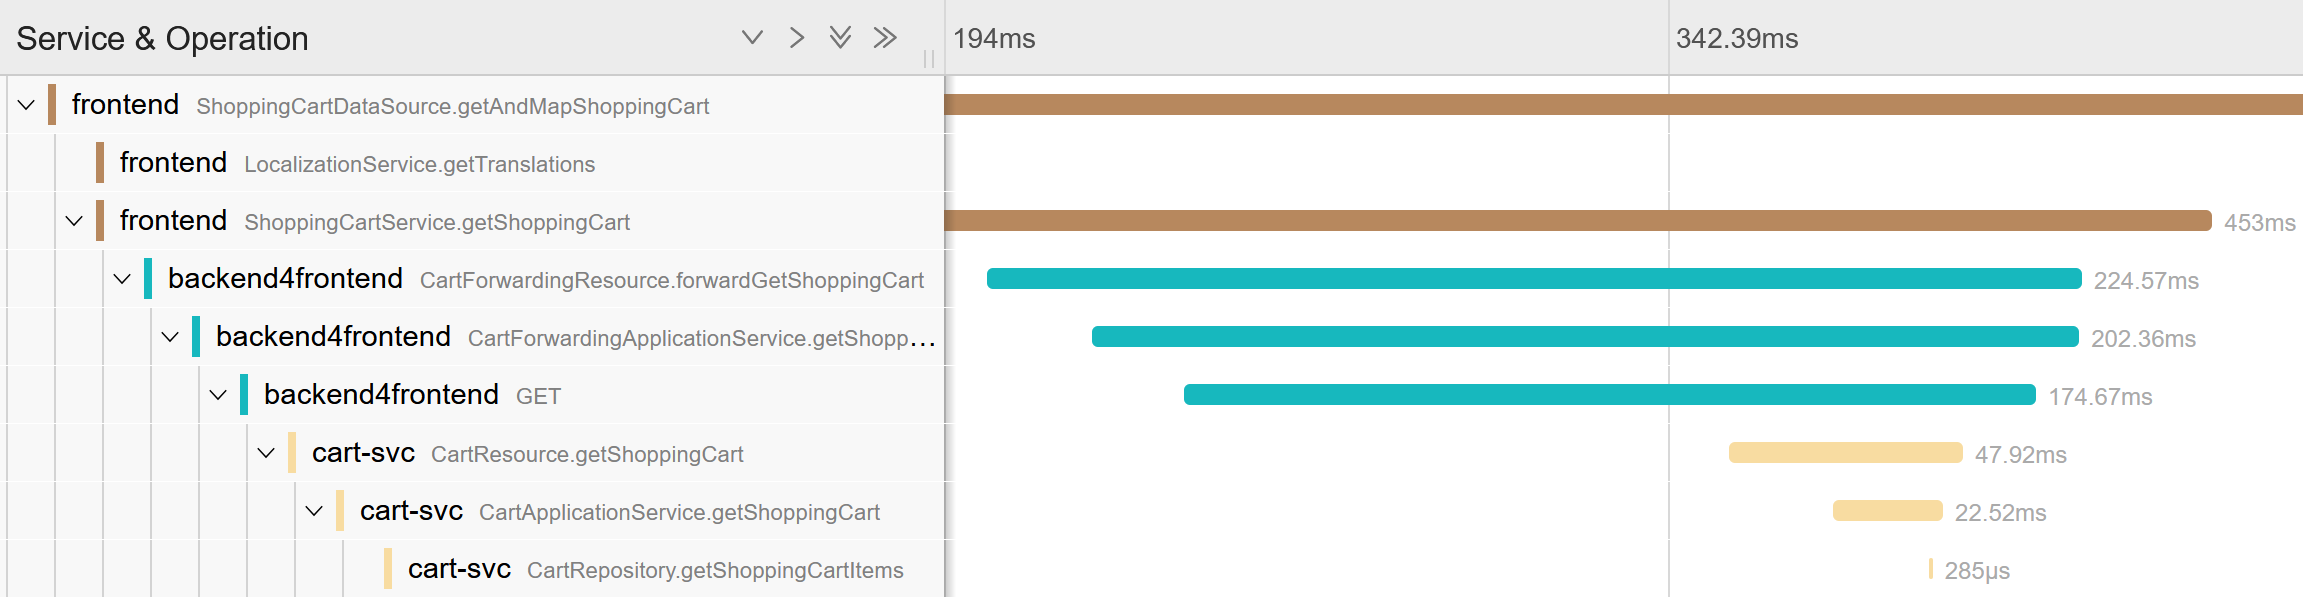 Service & Operation 194ms 342.39ms
frontend ShoppingCartDataSource.getAndMapShoppingCart
frontend LocalizationService.getTranslations
frontend ShoppingCartService.getShoppingCart 453ms
backend4frontend CartForwardingResource.forwardGetShoppingCart 224.57ms
backend4frontend CartForwardingApplicationService.getShopp... 202.36ms
backend4frontend GET 174.67ms
cart-svc CartResource.getShoppingCart 47.92ms
cart-svc CartApplicationService.getShoppingCart 22.52ms
cart-svc CartRepository.getShoppingCartItems 285μs